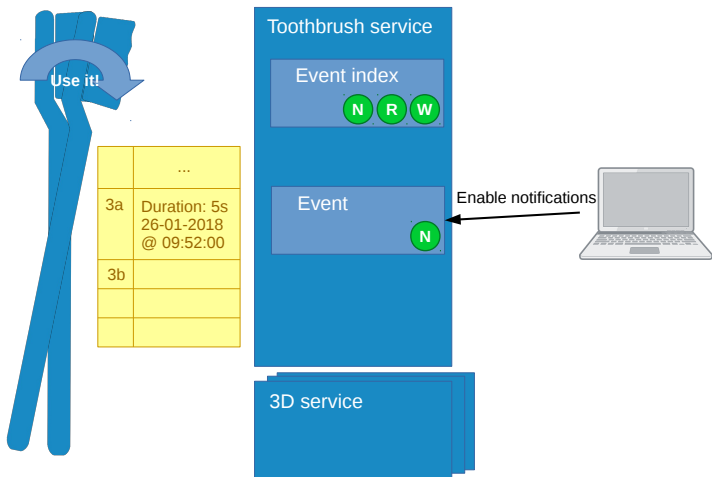 Toothbrush service
Use it!
Event index
N R W
...
3a
Duration: 5s
26-01-2018
@ 09:52:00
3b
Event
N
Enable notifications
3D service